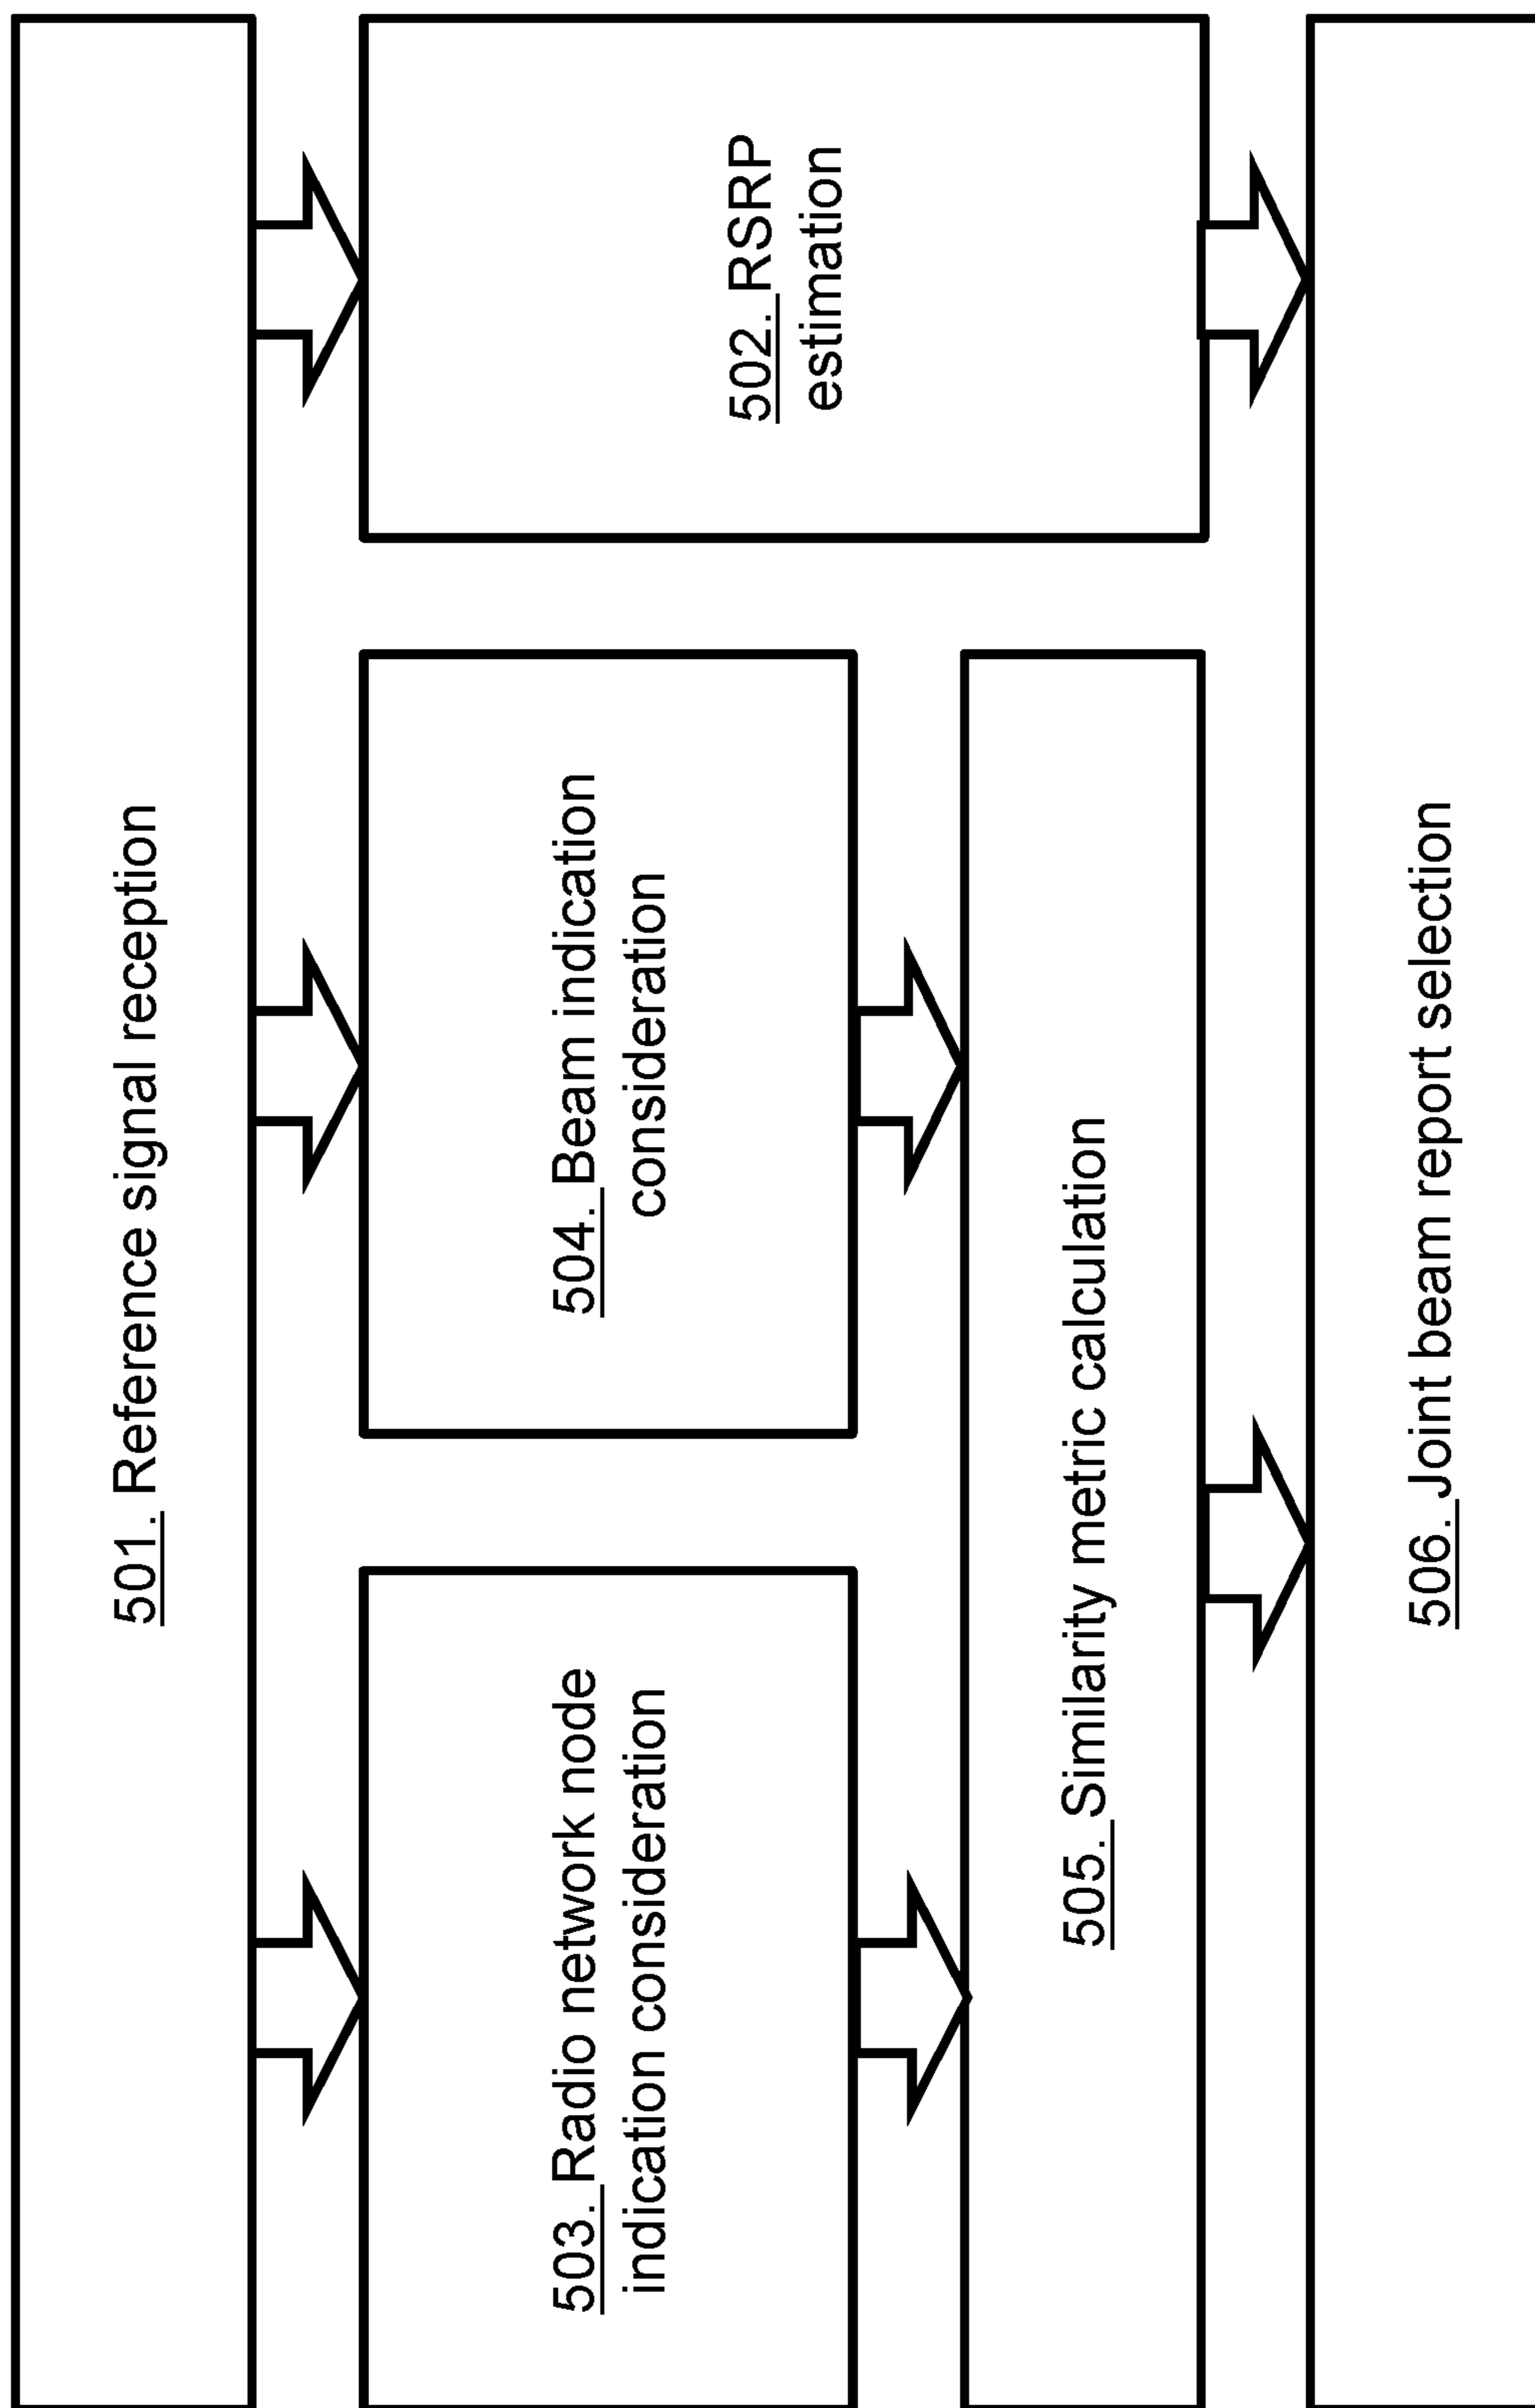 501. Reference signal reception
503. Radio network node
indication consideration
504. Beam indication
consideration
502. RSRP
estimation
505. Similarity metric calculation
506. Joint beam report selection